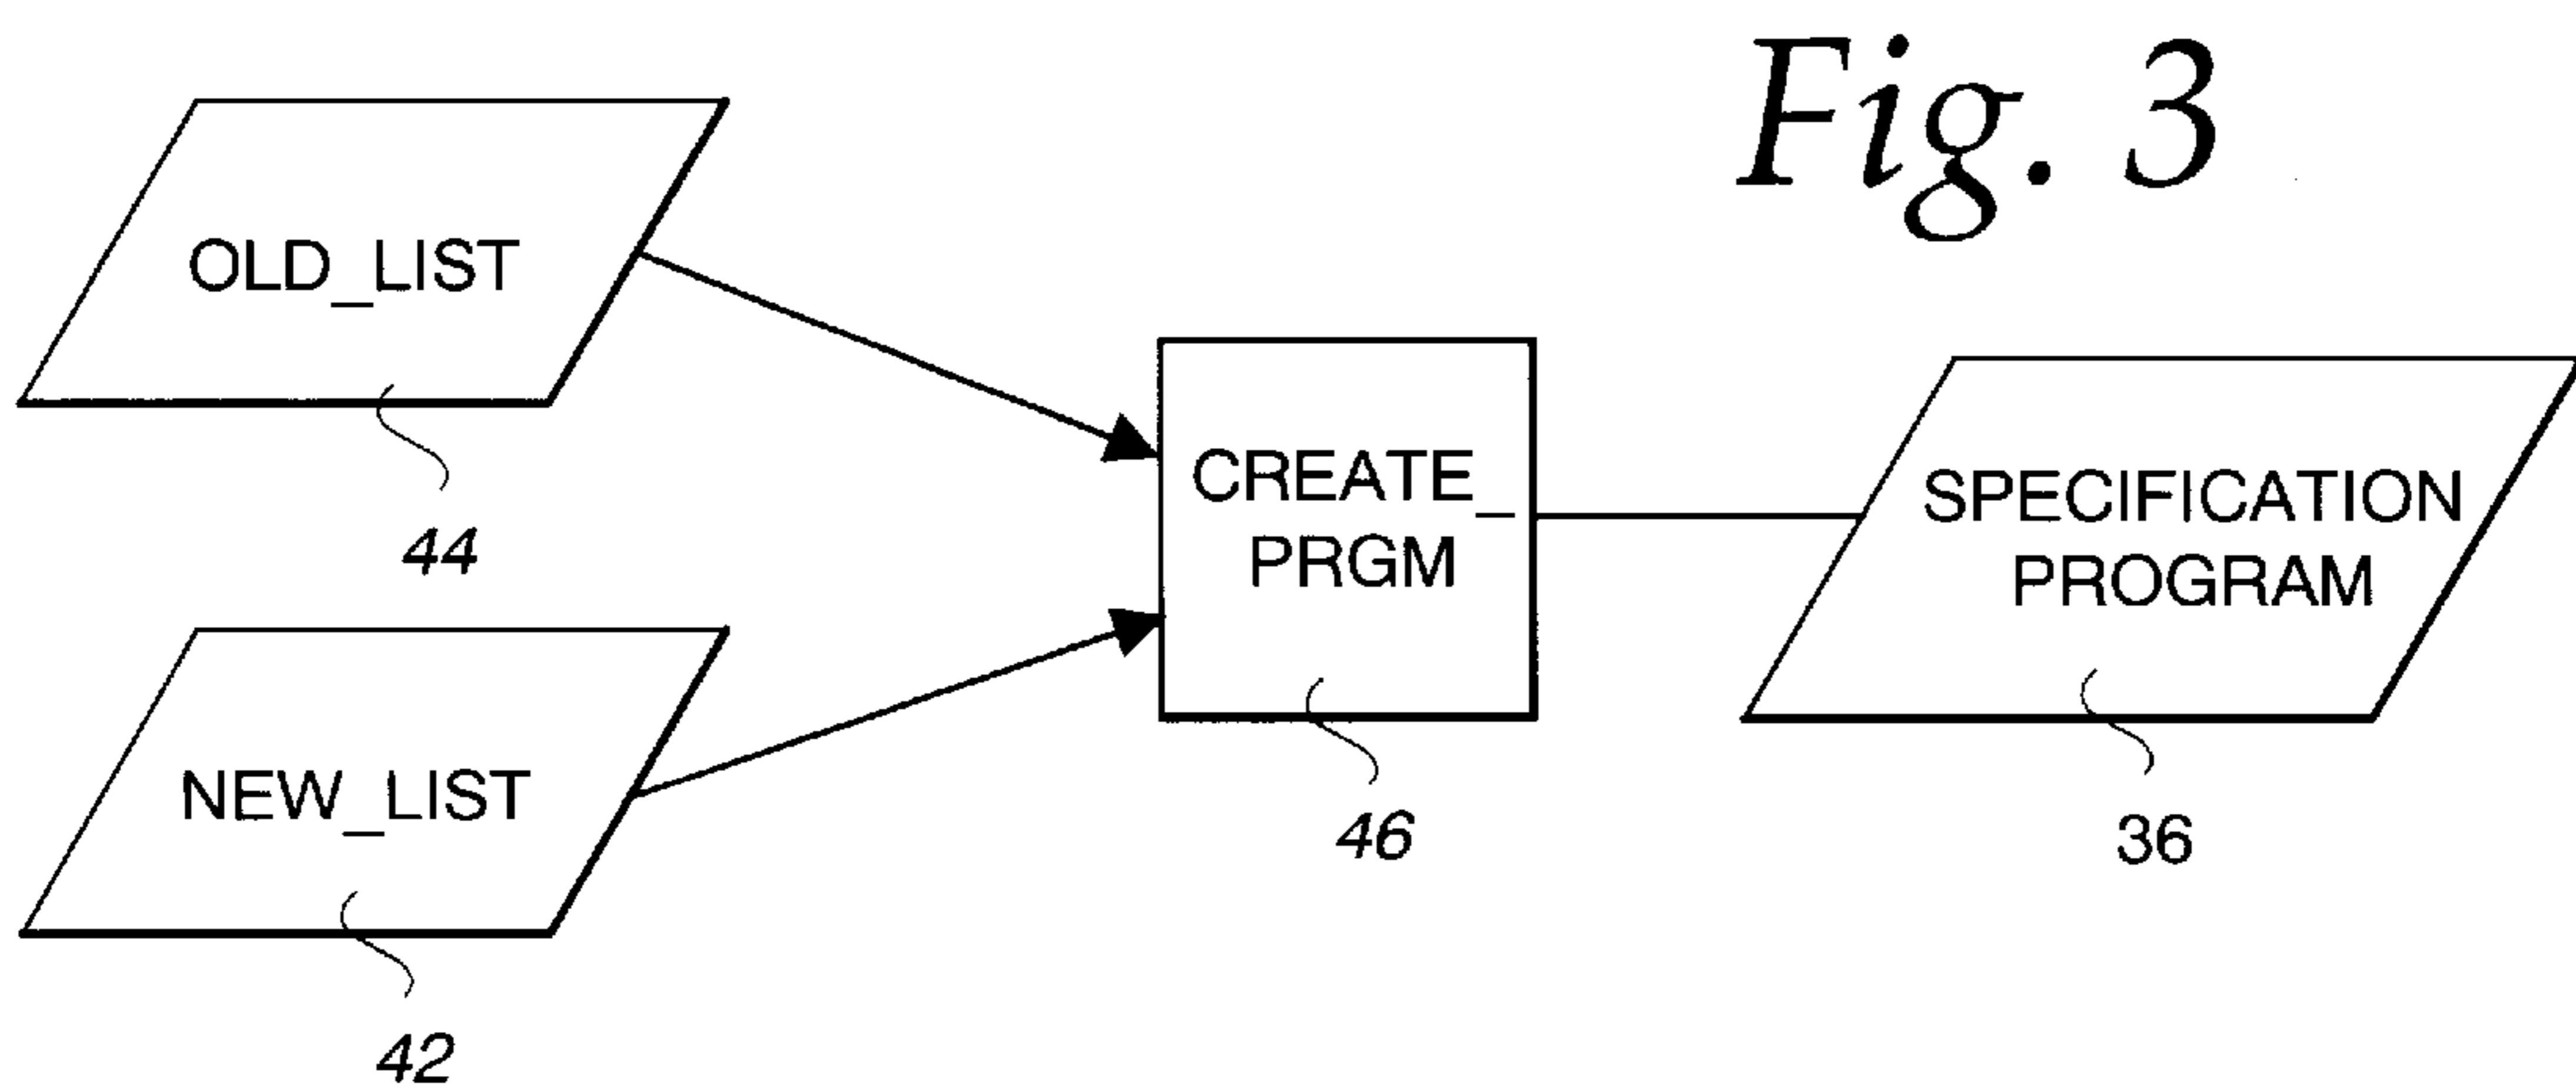 Fig. 3
OLD_LIST
44
NEW_LIST
42
CREATE_
PRGM
46
SPECIFICATION
PROGRAM
36